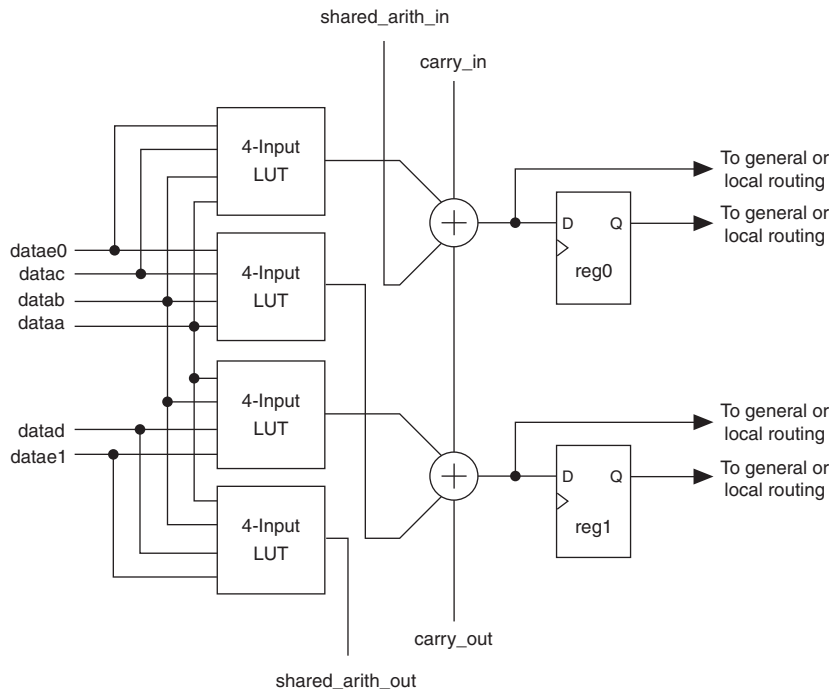 shared_arith_in
carry_in
4-Input
LUT
To general or
local routing
D Q
To general or
local routing
reg0
datae0
datac
datab
dataa
4-Input
LUT
4-Input
LUT
To general or
local routing
datad
datae1
D Q
To general or
local routing
reg1
4-Input
LUT
carry_out
shared_arith_out